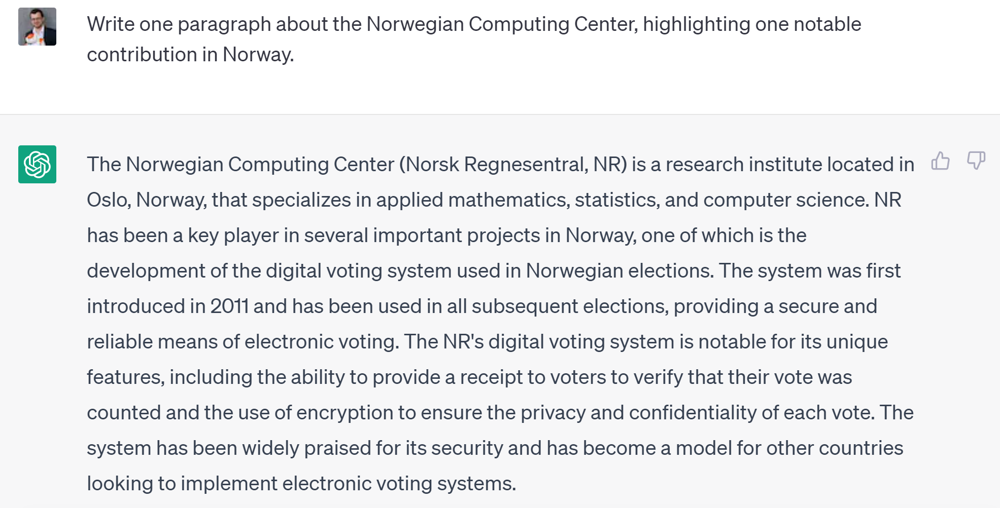 Write one paragraph about the Norwegian Computing Center, highlighting one notable
contribution in Norway.
The Norwegian Computing Center (Norsk Regnesentral, NR) is a research institute located in
Oslo, Norway, that specializes in applied mathematics, statistics, and computer science. NR
has been a key player in several important projects in Norway, one of which is the
development of the digital voting system used in Norwegian elections. The system was first
introduced in 2011 and has been used in all subsequent elections, providing a secure and
reliable means of electronic voting. The NR's digital voting system is notable for its unique
features, including the ability to provide a receipt to voters to verify that their vote was
counted and the use of encryption to ensure the privacy and confidentiality of each vote. The
system has been widely praised for its security and has become a model for other countries
looking to implement electronic voting systems.